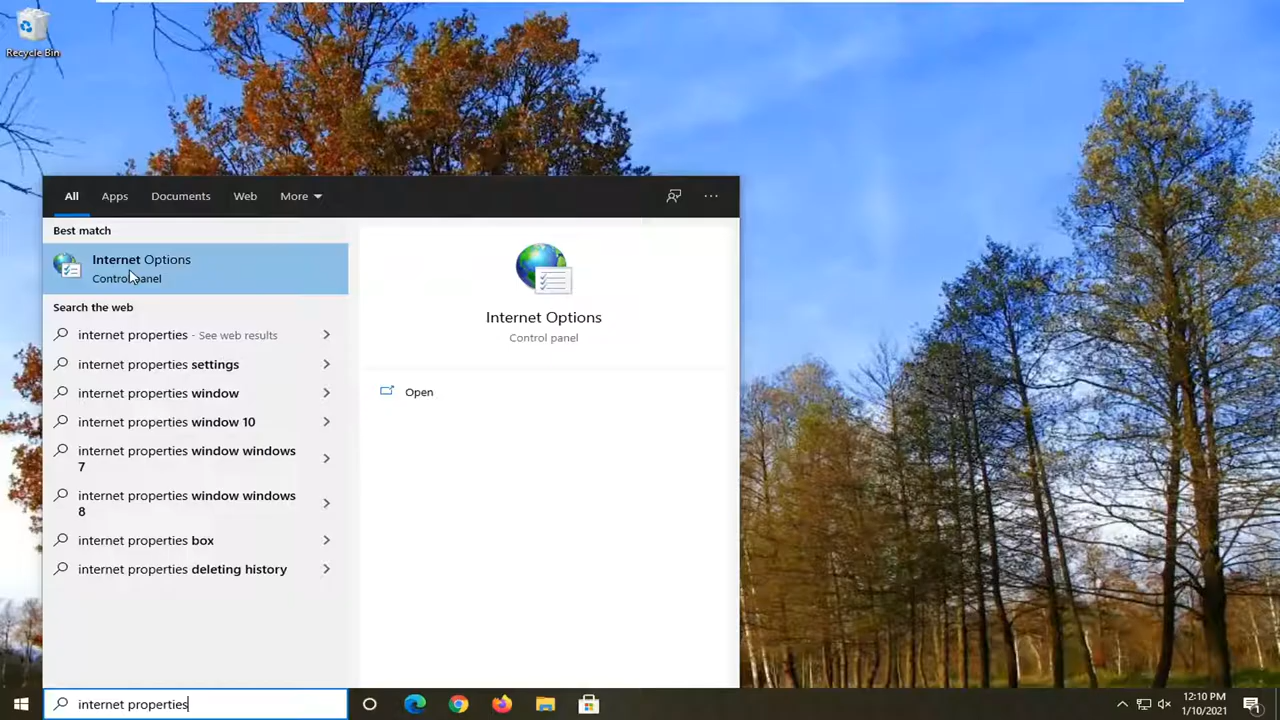 Recycle Bin
All Apps Documents Web More
Best match
Internet Options
Control panel
Search the web
internet properties - See web results
internet properties settings
internet properties window
internet properties window 10
internet properties window windows
7
internet properties window windows
8
internet properties box
internet properties deleting history
Internet Options
Control panel
Open
internet properties
12:10 PM
1/10/2021
1